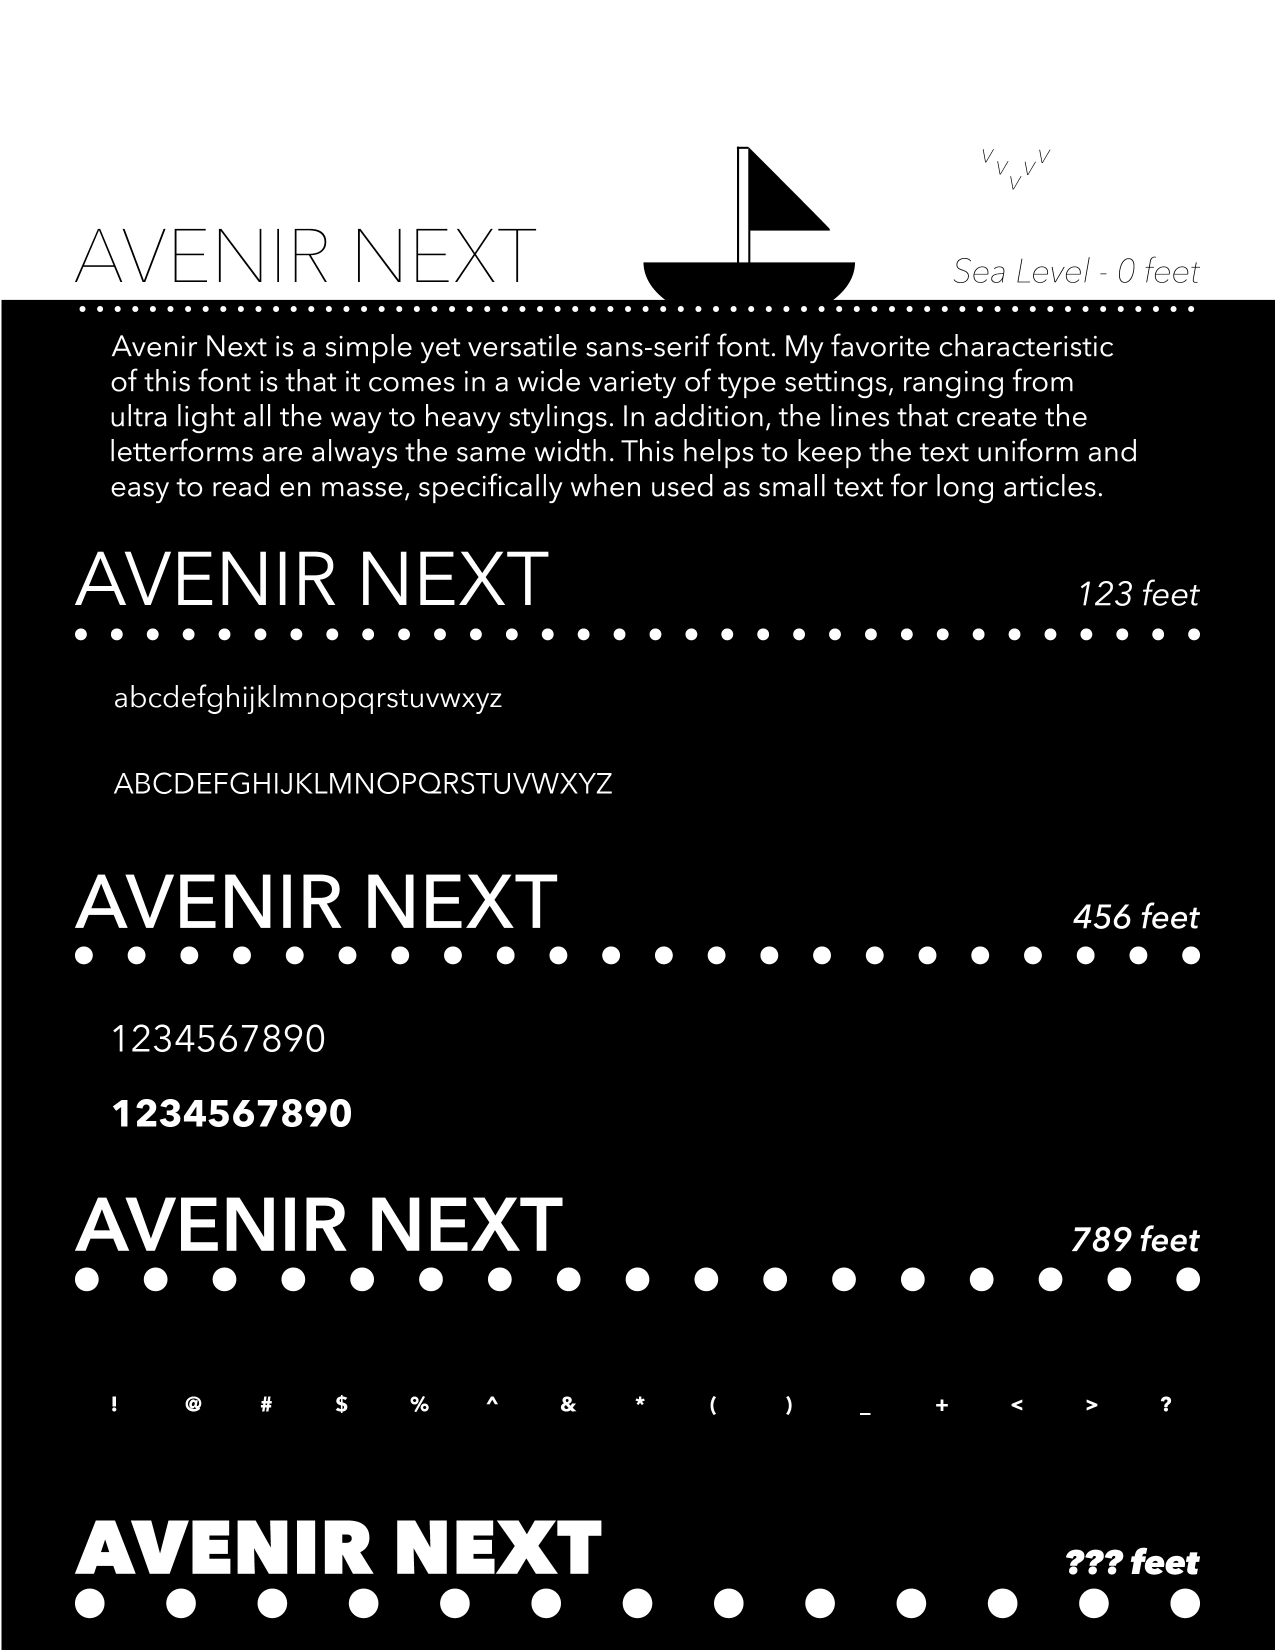 v v v v v
AVENIR NEXT
Sea Level - 0 feet
Avenir Next is a simple yet versatile sans-serif font. My favorite characteristic
of this font is that it comes in a wide variety of type settings, ranging from
ultra light all the way to heavy stylings. In addition, the lines that create the
letterforms are always the same width. This helps to keep the text uniform and
easy to read en masse, specifically when used as small text for long articles.
AVENIR NEXT
123 feet
abcdefghijklmnopqrstuvwxyz
ABCDEFGHIJKLMNOPQRSTUVWXYZ
AVENIR NEXT
456 feet
1234567890
1234567890
AVENIR NEXT
789 feet
! @ # $ % ^ & * ( ) _ + < > ?
AVENIR NEXT
??? feet